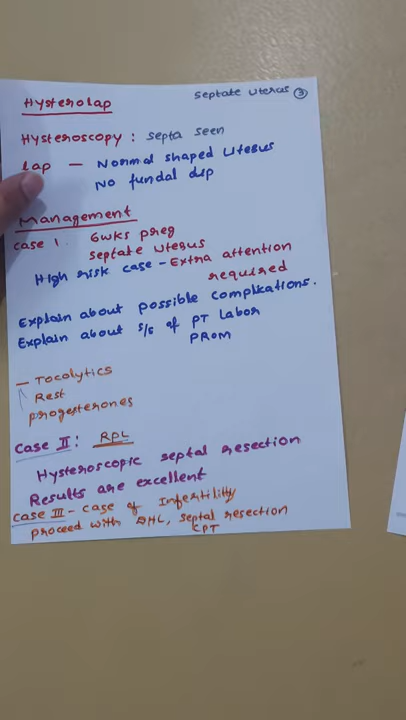 Septate Uterus ③
Hysterolap
Hysteroscopy : Septa seen
Lap — Normal shaped Uterus
No fundal dep
Management
Case I. 6wks preg
septate uterus
High risk case - Extra attention
required
Explain about possible complications.
Explain about s/s of PT Labor
PROM
— Tocolytics
Rest
progesterones
Case II : RPL
Hysteroscopic septal resection
Results are excellent
Case III - Case of Infertility
proceed with DHL, septal resection
CPT